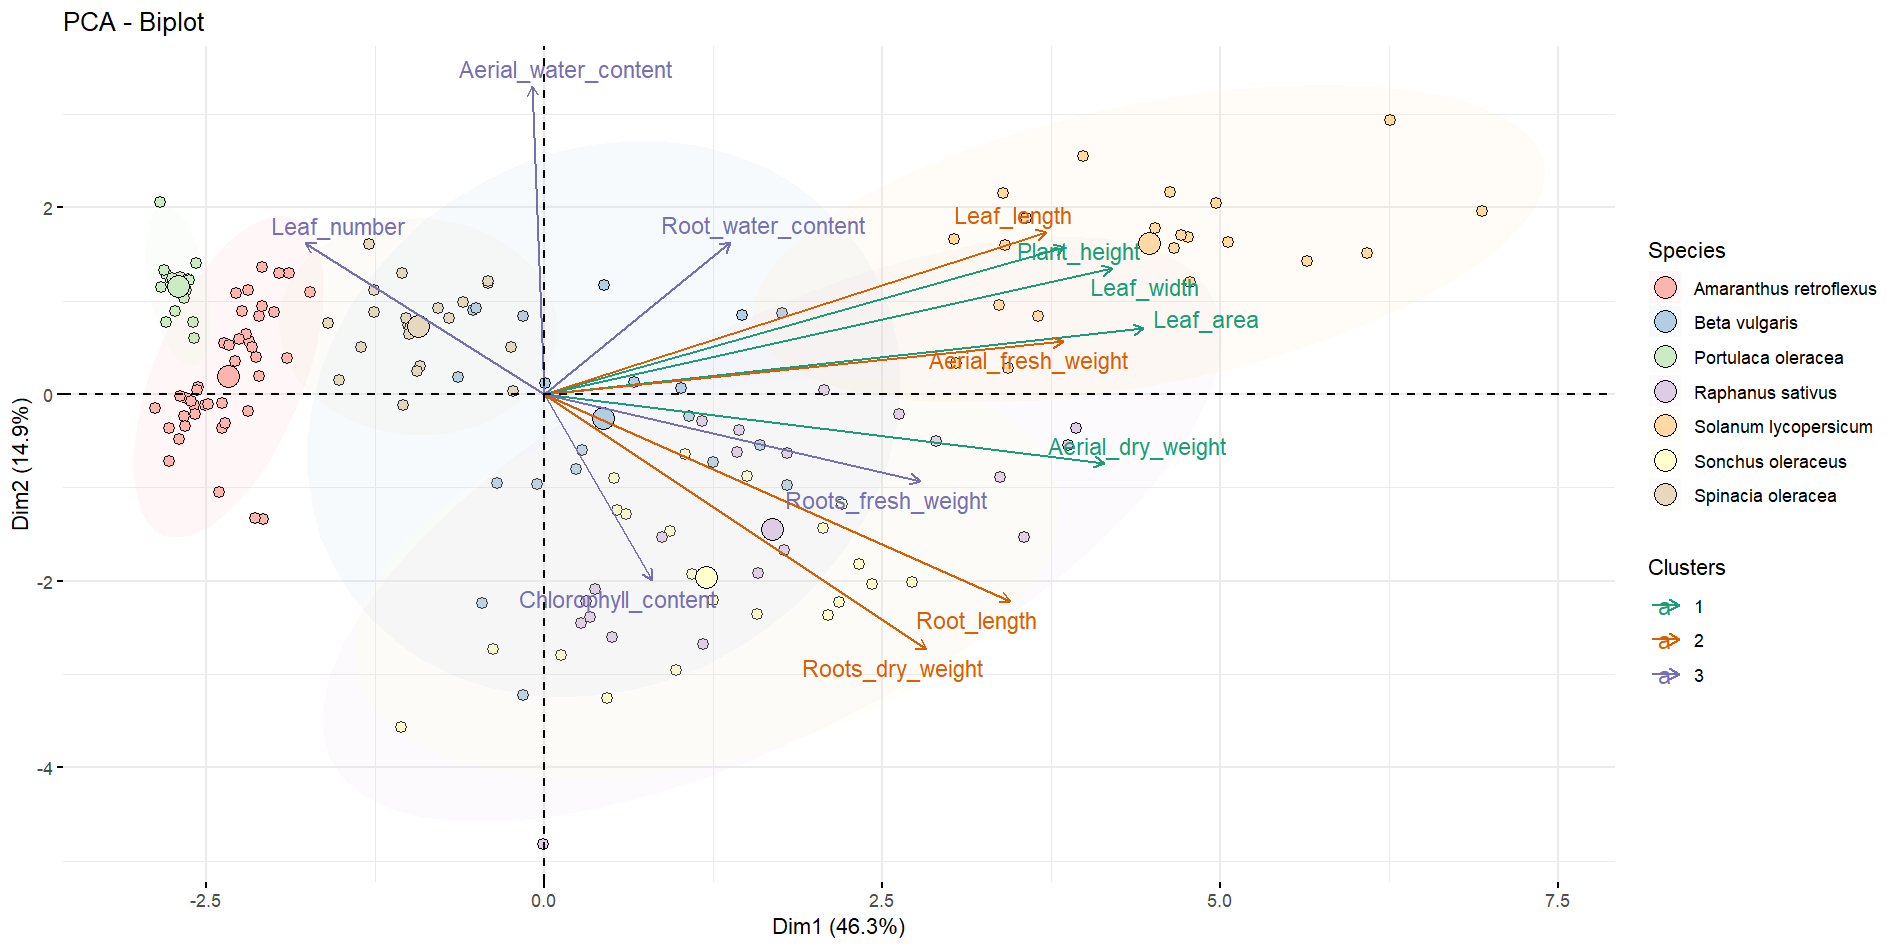 PCA - Biplot
Aerial_water_content
Leaf_number
Root_water_content
Leaf_length
Plant_height
Leaf_width
Leaf_area
Aerial_fresh_weight
Aerial_dry_weight
Roots_fresh_weight
Chlorophyll_content
Root_length
Roots_dry_weight
2
0
-2
-4
Dim2 (14.9%)
-2.5
0.0
2.5
5.0
7.5
Dim1 (46.3%)
Species
Amaranthus retroflexus
Beta vulgaris
Portulaca oleracea
Raphanus sativus
Solanum lycopersicum
Sonchus oleraceus
Spinacia oleracea
Clusters
a 1
a 2
a 3